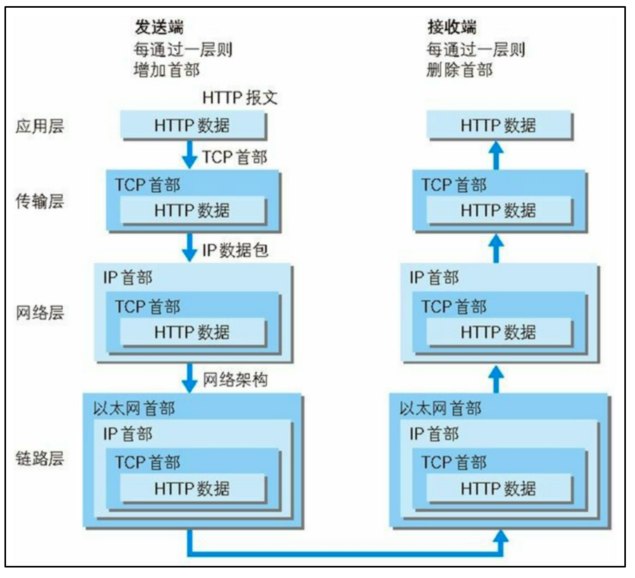 发送端
每通过一层则
增加首部
接收端
每通过一层则
删除首部
HTTP 报文
应用层
HTTP 数据
HTTP 数据
TCP 首部
传输层
TCP 首部
HTTP 数据
TCP 首部
HTTP 数据
IP 数据包
网络层
IP 首部
TCP 首部
HTTP 数据
IP 首部
TCP 首部
HTTP 数据
网络架构
链路层
以太网首部
IP 首部
TCP 首部
HTTP 数据
以太网首部
IP 首部
TCP 首部
HTTP 数据